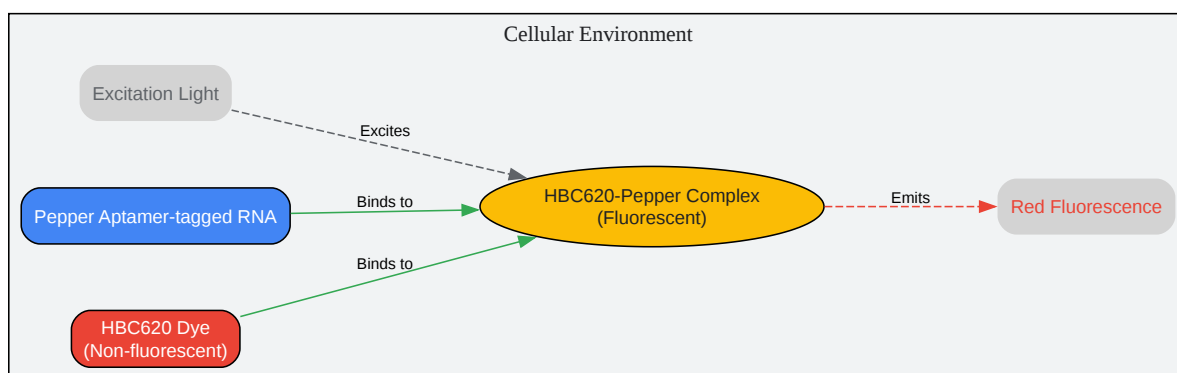 Cellular Environment
Excitation Light
Excites
Pepper Aptamer-tagged RNA
Binds to
HBC620-Pepper Complex
(Fluorescent)
Emits
Red Fluorescence
Binds to
HBC620 Dye
(Non-fluorescent)